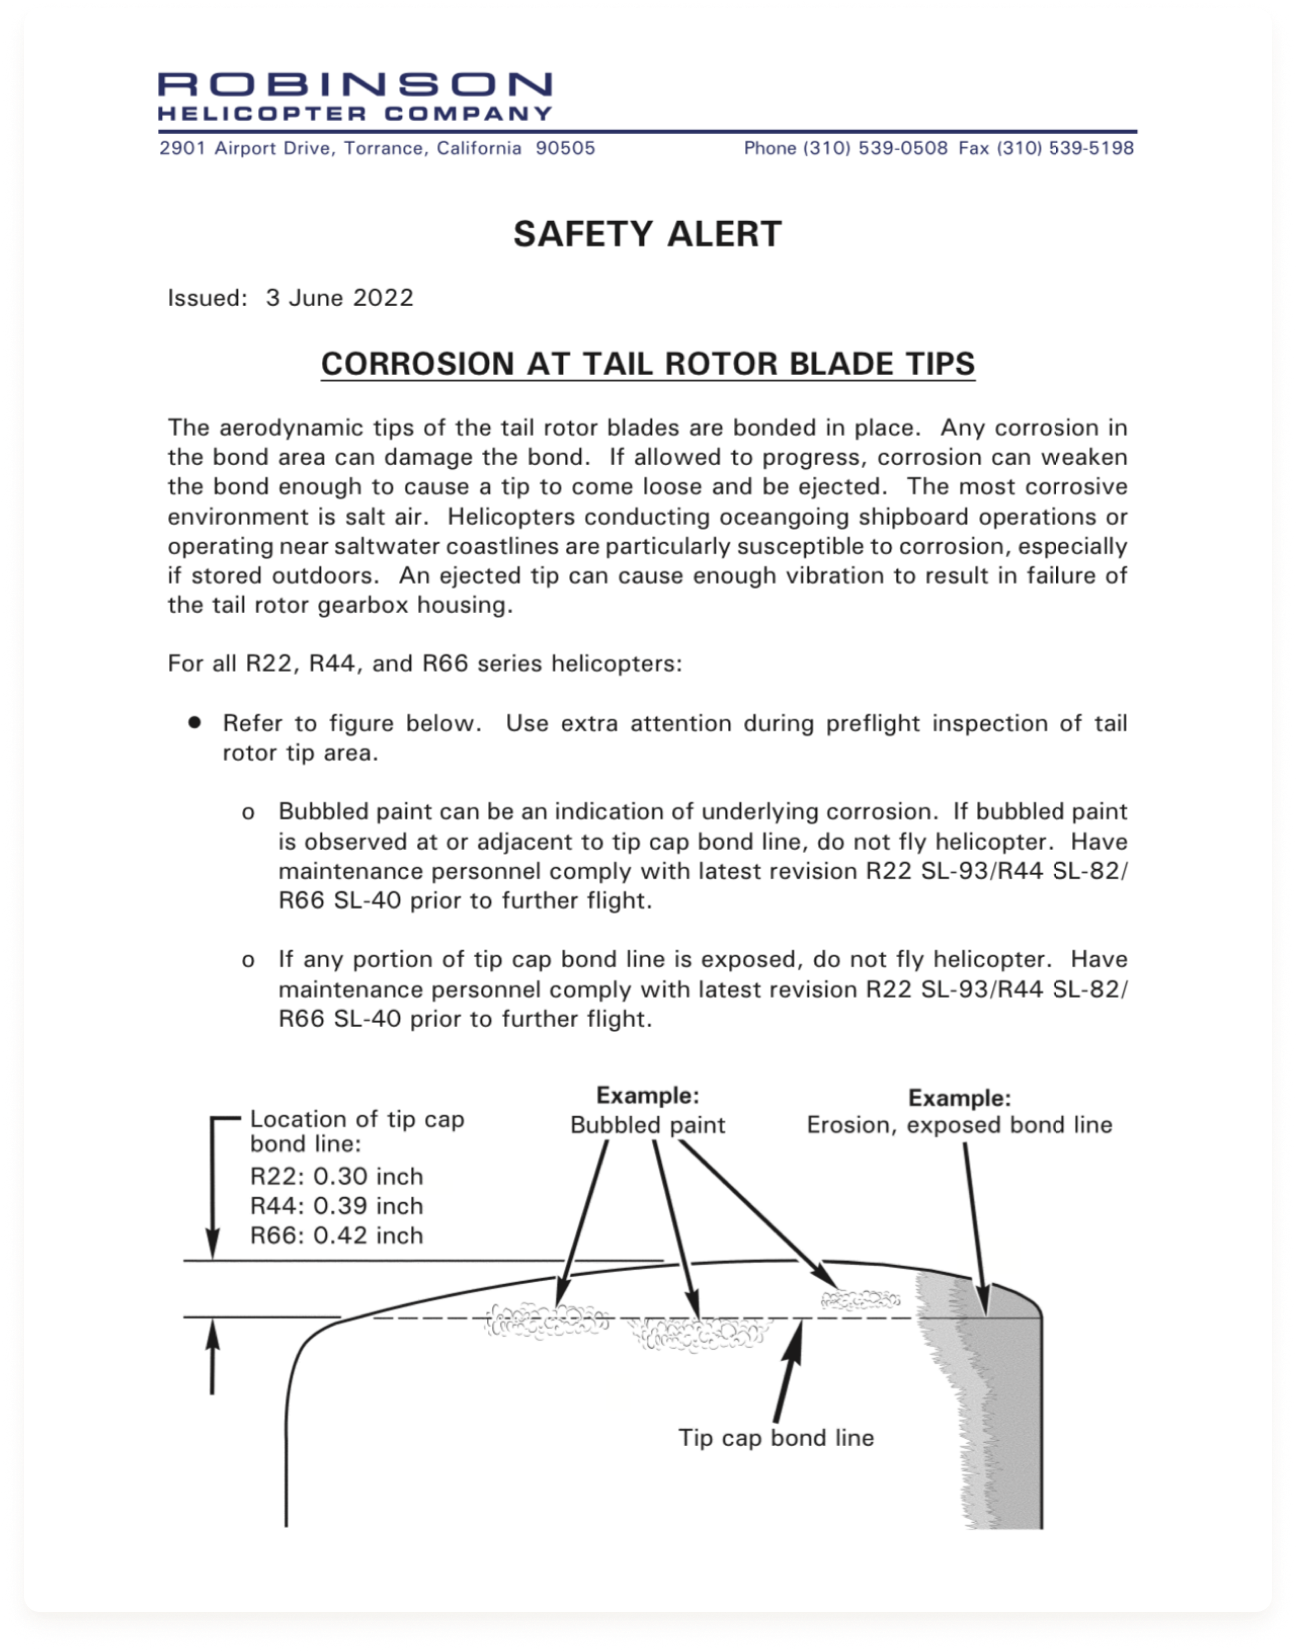 ROBINSON
HELICOPTER COMPANY
2901 Airport Drive, Torrance, California 90505
Phone (310) 539-0508 Fax (310) 539-5198
SAFETY ALERT
Issued: 3 June 2022
CORROSION AT TAIL ROTOR BLADE TIPS
The aerodynamic tips of the tail rotor blades are bonded in place. Any corrosion in
the bond area can damage the bond. If allowed to progress, corrosion can weaken
the bond enough to cause a tip to come loose and be ejected. The most corrosive
environment is salt air. Helicopters conducting oceangoing shipboard operations or
operating near saltwater coastlines are particularly susceptible to corrosion, especially
if stored outdoors. An ejected tip can cause enough vibration to result in failure of
the tail rotor gearbox housing.
For all R22, R44, and R66 series helicopters:
● Refer to figure below. Use extra attention during preflight inspection of tail
rotor tip area.
o Bubbled paint can be an indication of underlying corrosion. If bubbled paint
is observed at or adjacent to tip cap bond line, do not fly helicopter. Have
maintenance personnel comply with latest revision R22 SL-93/R44 SL-82/
R66 SL-40 prior to further flight.
o If any portion of tip cap bond line is exposed, do not fly helicopter. Have
maintenance personnel comply with latest revision R22 SL-93/R44 SL-82/
R66 SL-40 prior to further flight.
Location of tip cap
bond line:
R22: 0.30 inch
R44: 0.39 inch
R66: 0.42 inch
Example:
Bubbled paint
Example:
Erosion, exposed bond line
Tip cap bond line